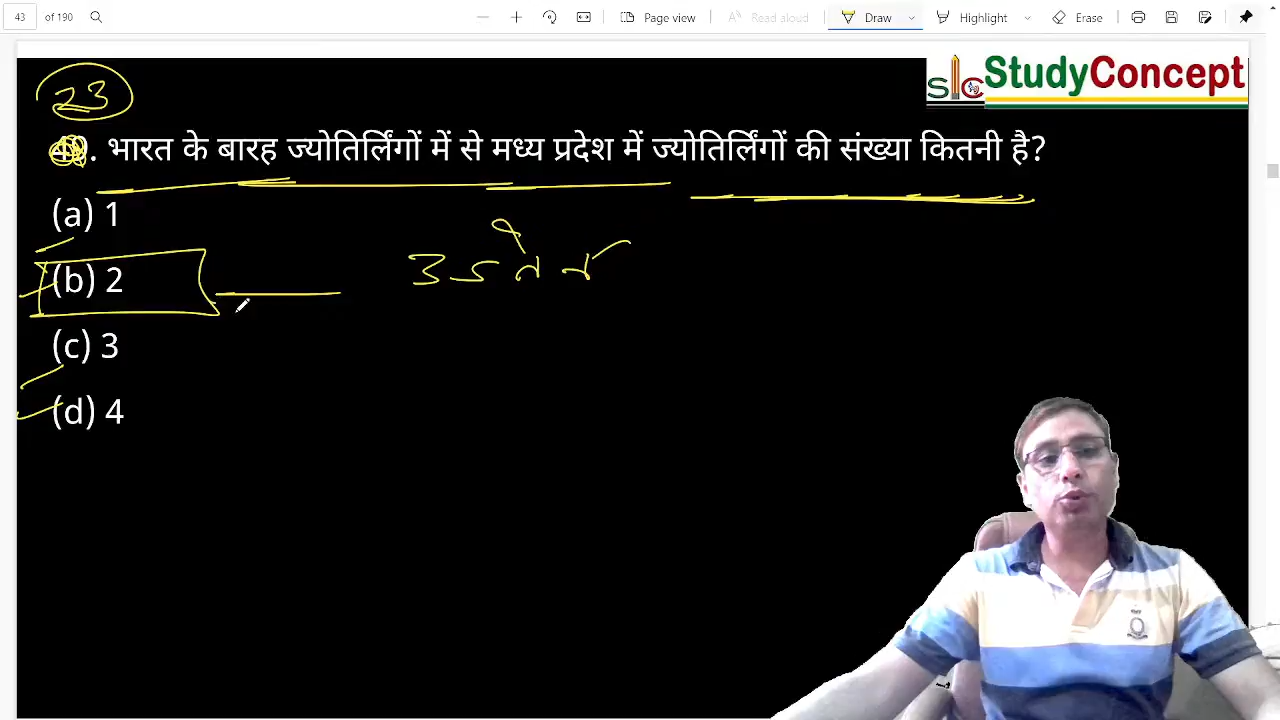 43 of 190 Page view Read aloud Draw Highlight Erase
SLC StudyConcept
23
. भारत के बारह ज्योतिर्लिंगों में से मध्य प्रदेश में ज्योतिर्लिंगों की संख्या कितनी है?
(a) 1
(b) 2
(c) 3
(d) 4